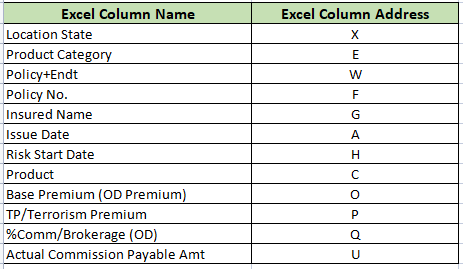 Excel Column Name Excel Column Address
Location State X
Product Category E
Policy+Endt W
Policy No. F
Insured Name G
Issue Date A
Risk Start Date H
Product C
Base Premium (OD Premium) O
TP/Terrorism Premium P
%Comm/Brokerage (OD) Q
Actual Commission Payable Amt U